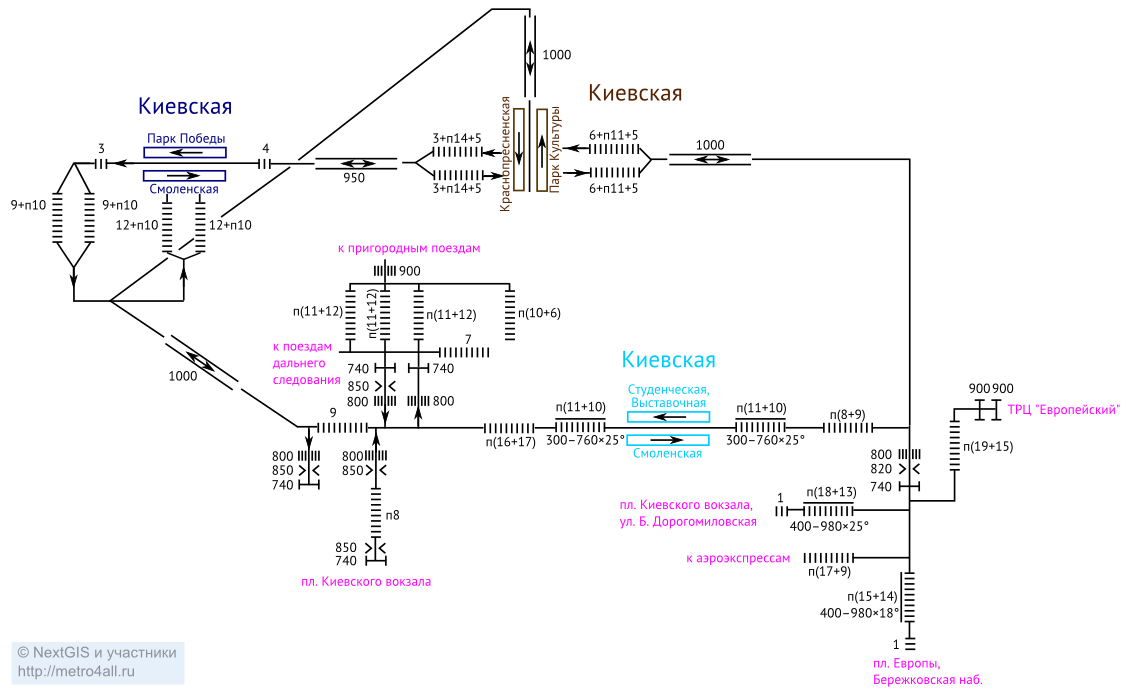 1000
Киевская
Киевская
Парк Победы
Смоленская
3
4
950
3+п14+5
3+п14+5
Краснопресненская
Парк Культуры
6+п11+5
6+п11+5
1000
9+п10
9+п10
12+п10
12+п10
к пригородным поездам
900
п(11+12)
п(11+12)
п(11+12)
п(10+6)
к поездам
дальнего
следования
7
740
740
850
800
800
1000
9
Киевская
Студенческая,
Выставочная
Смоленская
п(11+10)
300–760×25°
п(11+10)
300–760×25°
п(16+17)
п(8+9)
900
900
ТРЦ "Европейский"
п(19+15)
800
850
740
800
850
п8
850
740
пл. Киевского вокзала
800
820
740
пл. Киевского вокзала,
ул. Б. Дорогомиловская
1
п(18+13)
400–980×25°
к аэроэкспрессам
п(17+9)
п(15+14)
400–980×18°
1
пл. Европы,
Бережковская наб.
© NextGIS и участники
http://metro4all.ru